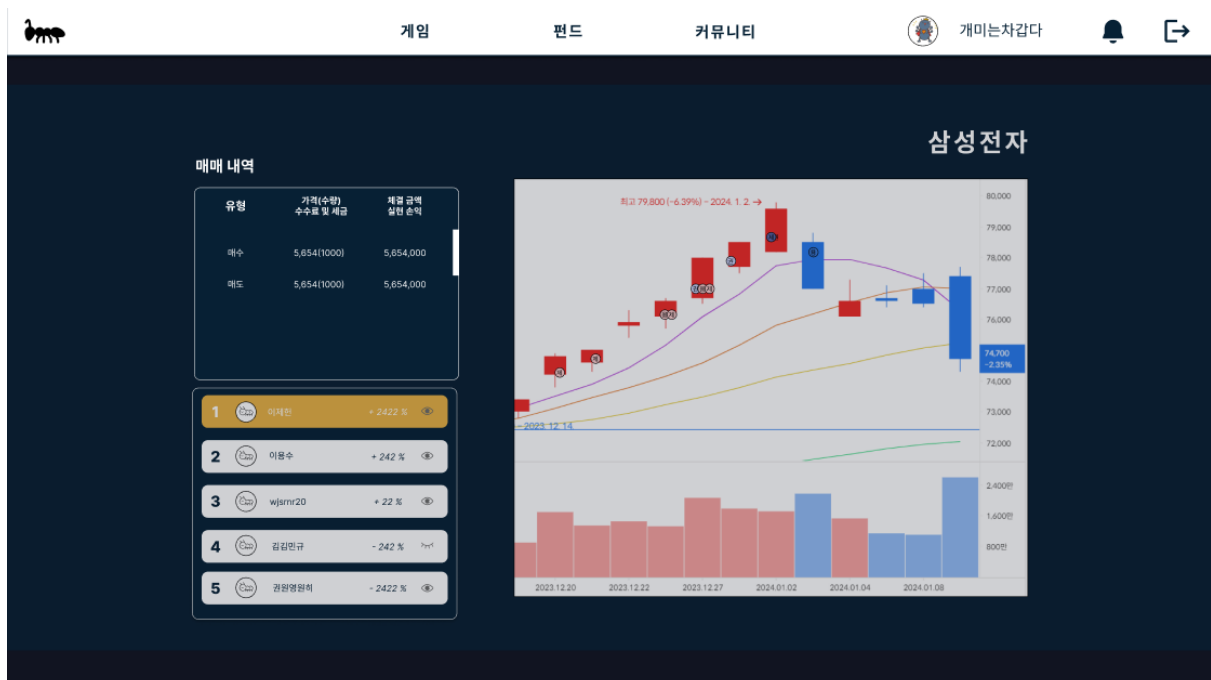 게임 펀드 커뮤니티 개미는차갑다
삼성전자
매매 내역
유형 가격(수량) 체결 금액
수수료 및 세금 실현 손익
매수 5,654(1000) 5,654,000
매도 5,654(1000) 5,654,000
1 + 2422 %
2 이용수 + 242 %
3 wjsrnr20 + 22 %
4 김김민규 - 242 %
5 권원영원히 - 2422 %
최고 79,800 (-6.39%) - 2024. 1. 2. →
80,000
79,000
78,000
77,000
76,000
74,700
-2.35%
74,000
73,000
72,000
~ 2023. 12. 14.
2,400만
1,600만
800만
2023.12.20 2023.12.22 2023.12.27 2024.01.02 2024.01.04 2024.01.08